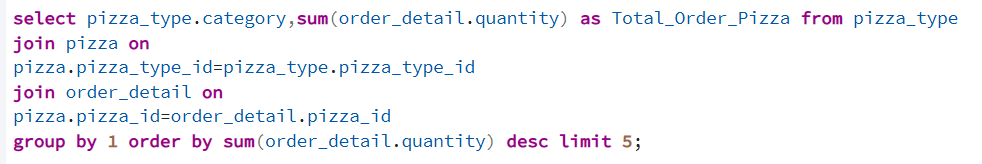 select pizza_type.category,sum(order_detail.quantity) as Total_Order_Pizza from pizza_type
join pizza on
pizza.pizza_type_id=pizza_type.pizza_type_id
join order_detail on
pizza.pizza_id=order_detail.pizza_id
group by 1 order by sum(order_detail.quantity) desc limit 5;